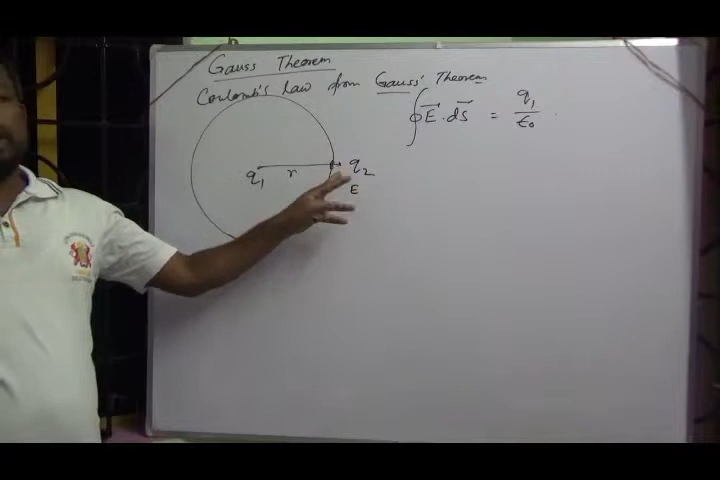 Gauss Theorem
Coulomb's Law from Gauss' Theorem
∮ E⃗ . ds⃗ = q₁/ε₀
q₁ r q₂
E